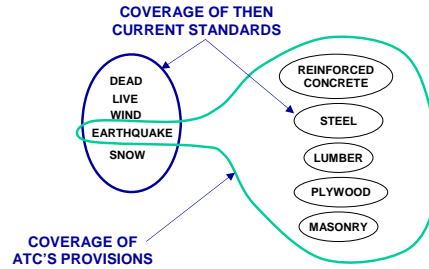 COVERAGE OF THEN
CURRENT STANDARDS
DEAD
LIVE
WIND
EARTHQUAKE
SNOW
REINFORCED
CONCRETE
STEEL
LUMBER
PLYWOOD
MASONRY
COVERAGE OF
ATC'S PROVISIONS